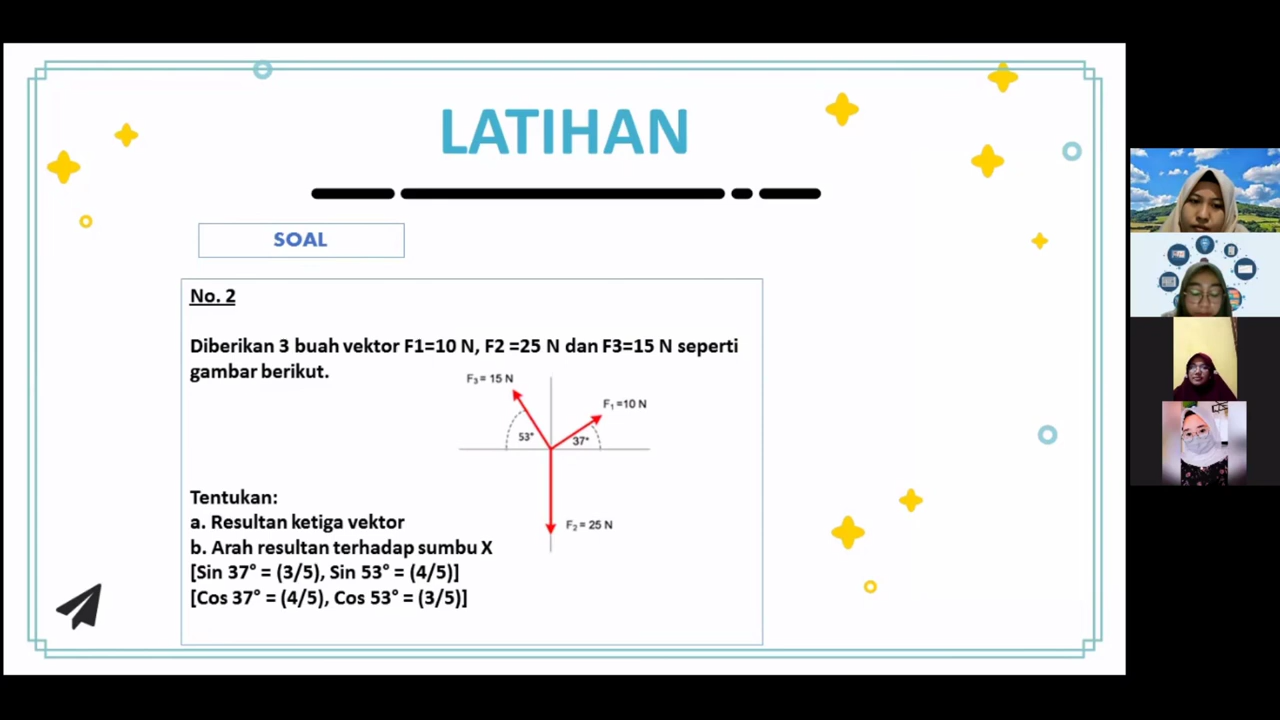 LATIHAN
SOAL
No. 2
Diberikan 3 buah vektor F1=10 N, F2 =25 N dan F3=15 N seperti
gambar berikut.
F₃= 15 N
F₁ =10 N
53°
37°
F₂= 25 N
Tentukan:
a. Resultan ketiga vektor
b. Arah resultan terhadap sumbu X
[Sin 37° = (3/5), Sin 53° = (4/5)]
[Cos 37° = (4/5), Cos 53° = (3/5)]